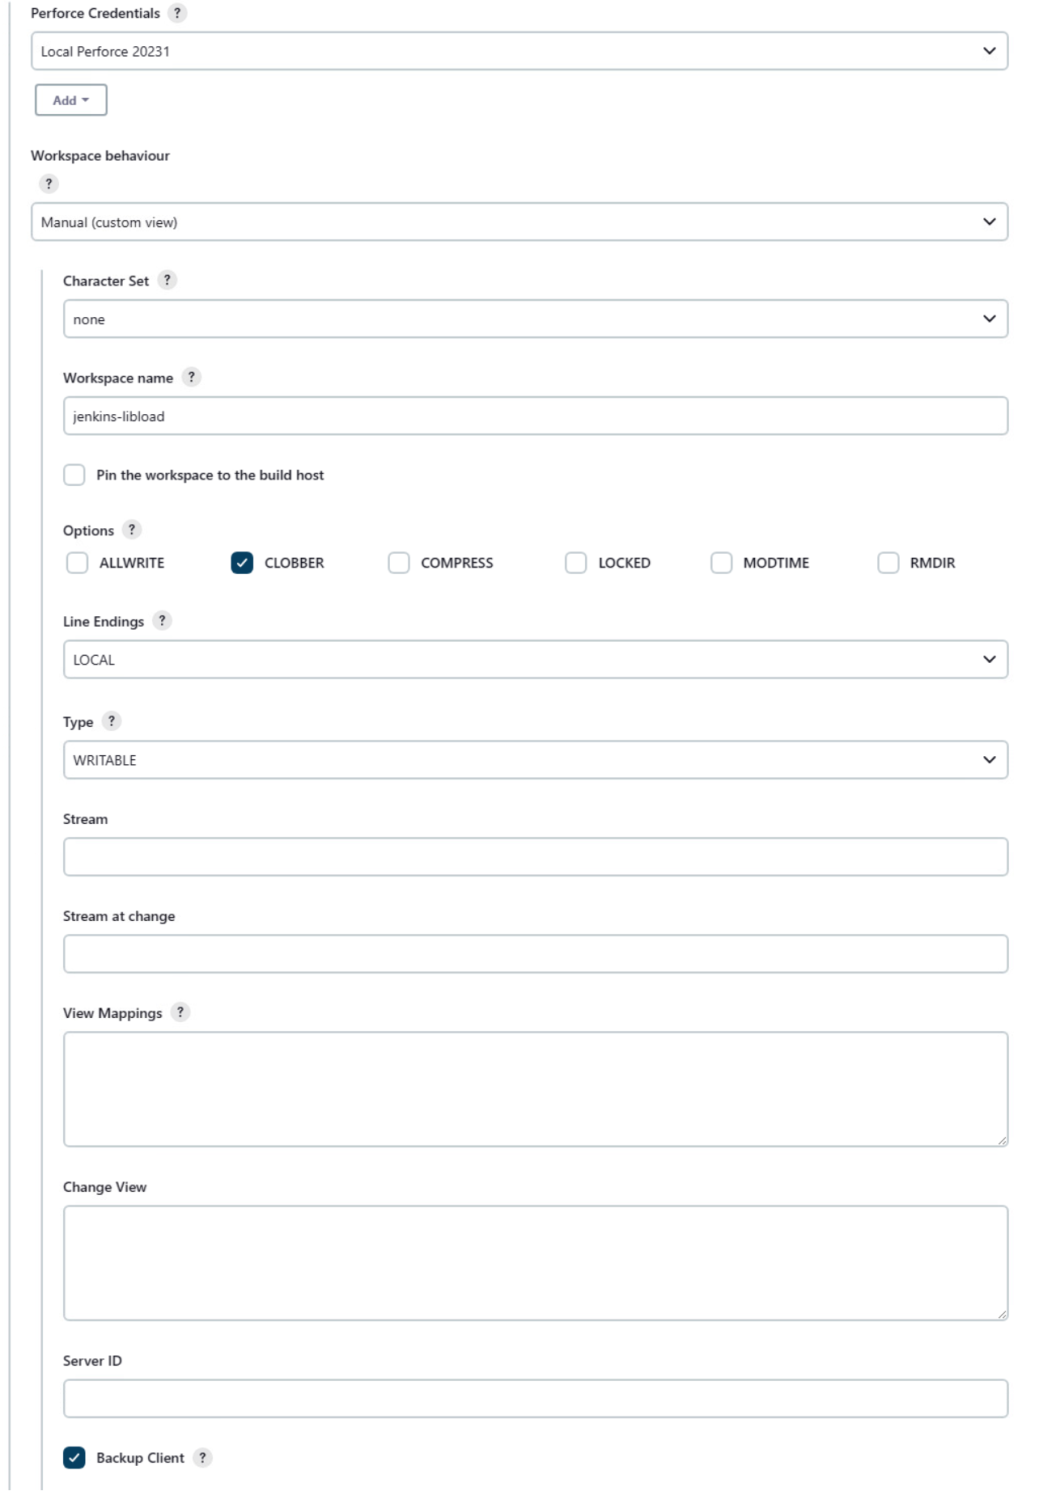 Perforce Credentials ?
Local Perforce 20231
Add
Workspace behaviour
?
Manual (custom view)
Character Set ?
none
Workspace name ?
jenkins-libload
Pin the workspace to the build host
Options ?
ALLWRITE CLOBBER COMPRESS LOCKED MODTIME RMDIR
Line Endings ?
LOCAL
Type ?
WRITABLE
Stream
Stream at change
View Mappings ?
Change View
Server ID
Backup Client ?